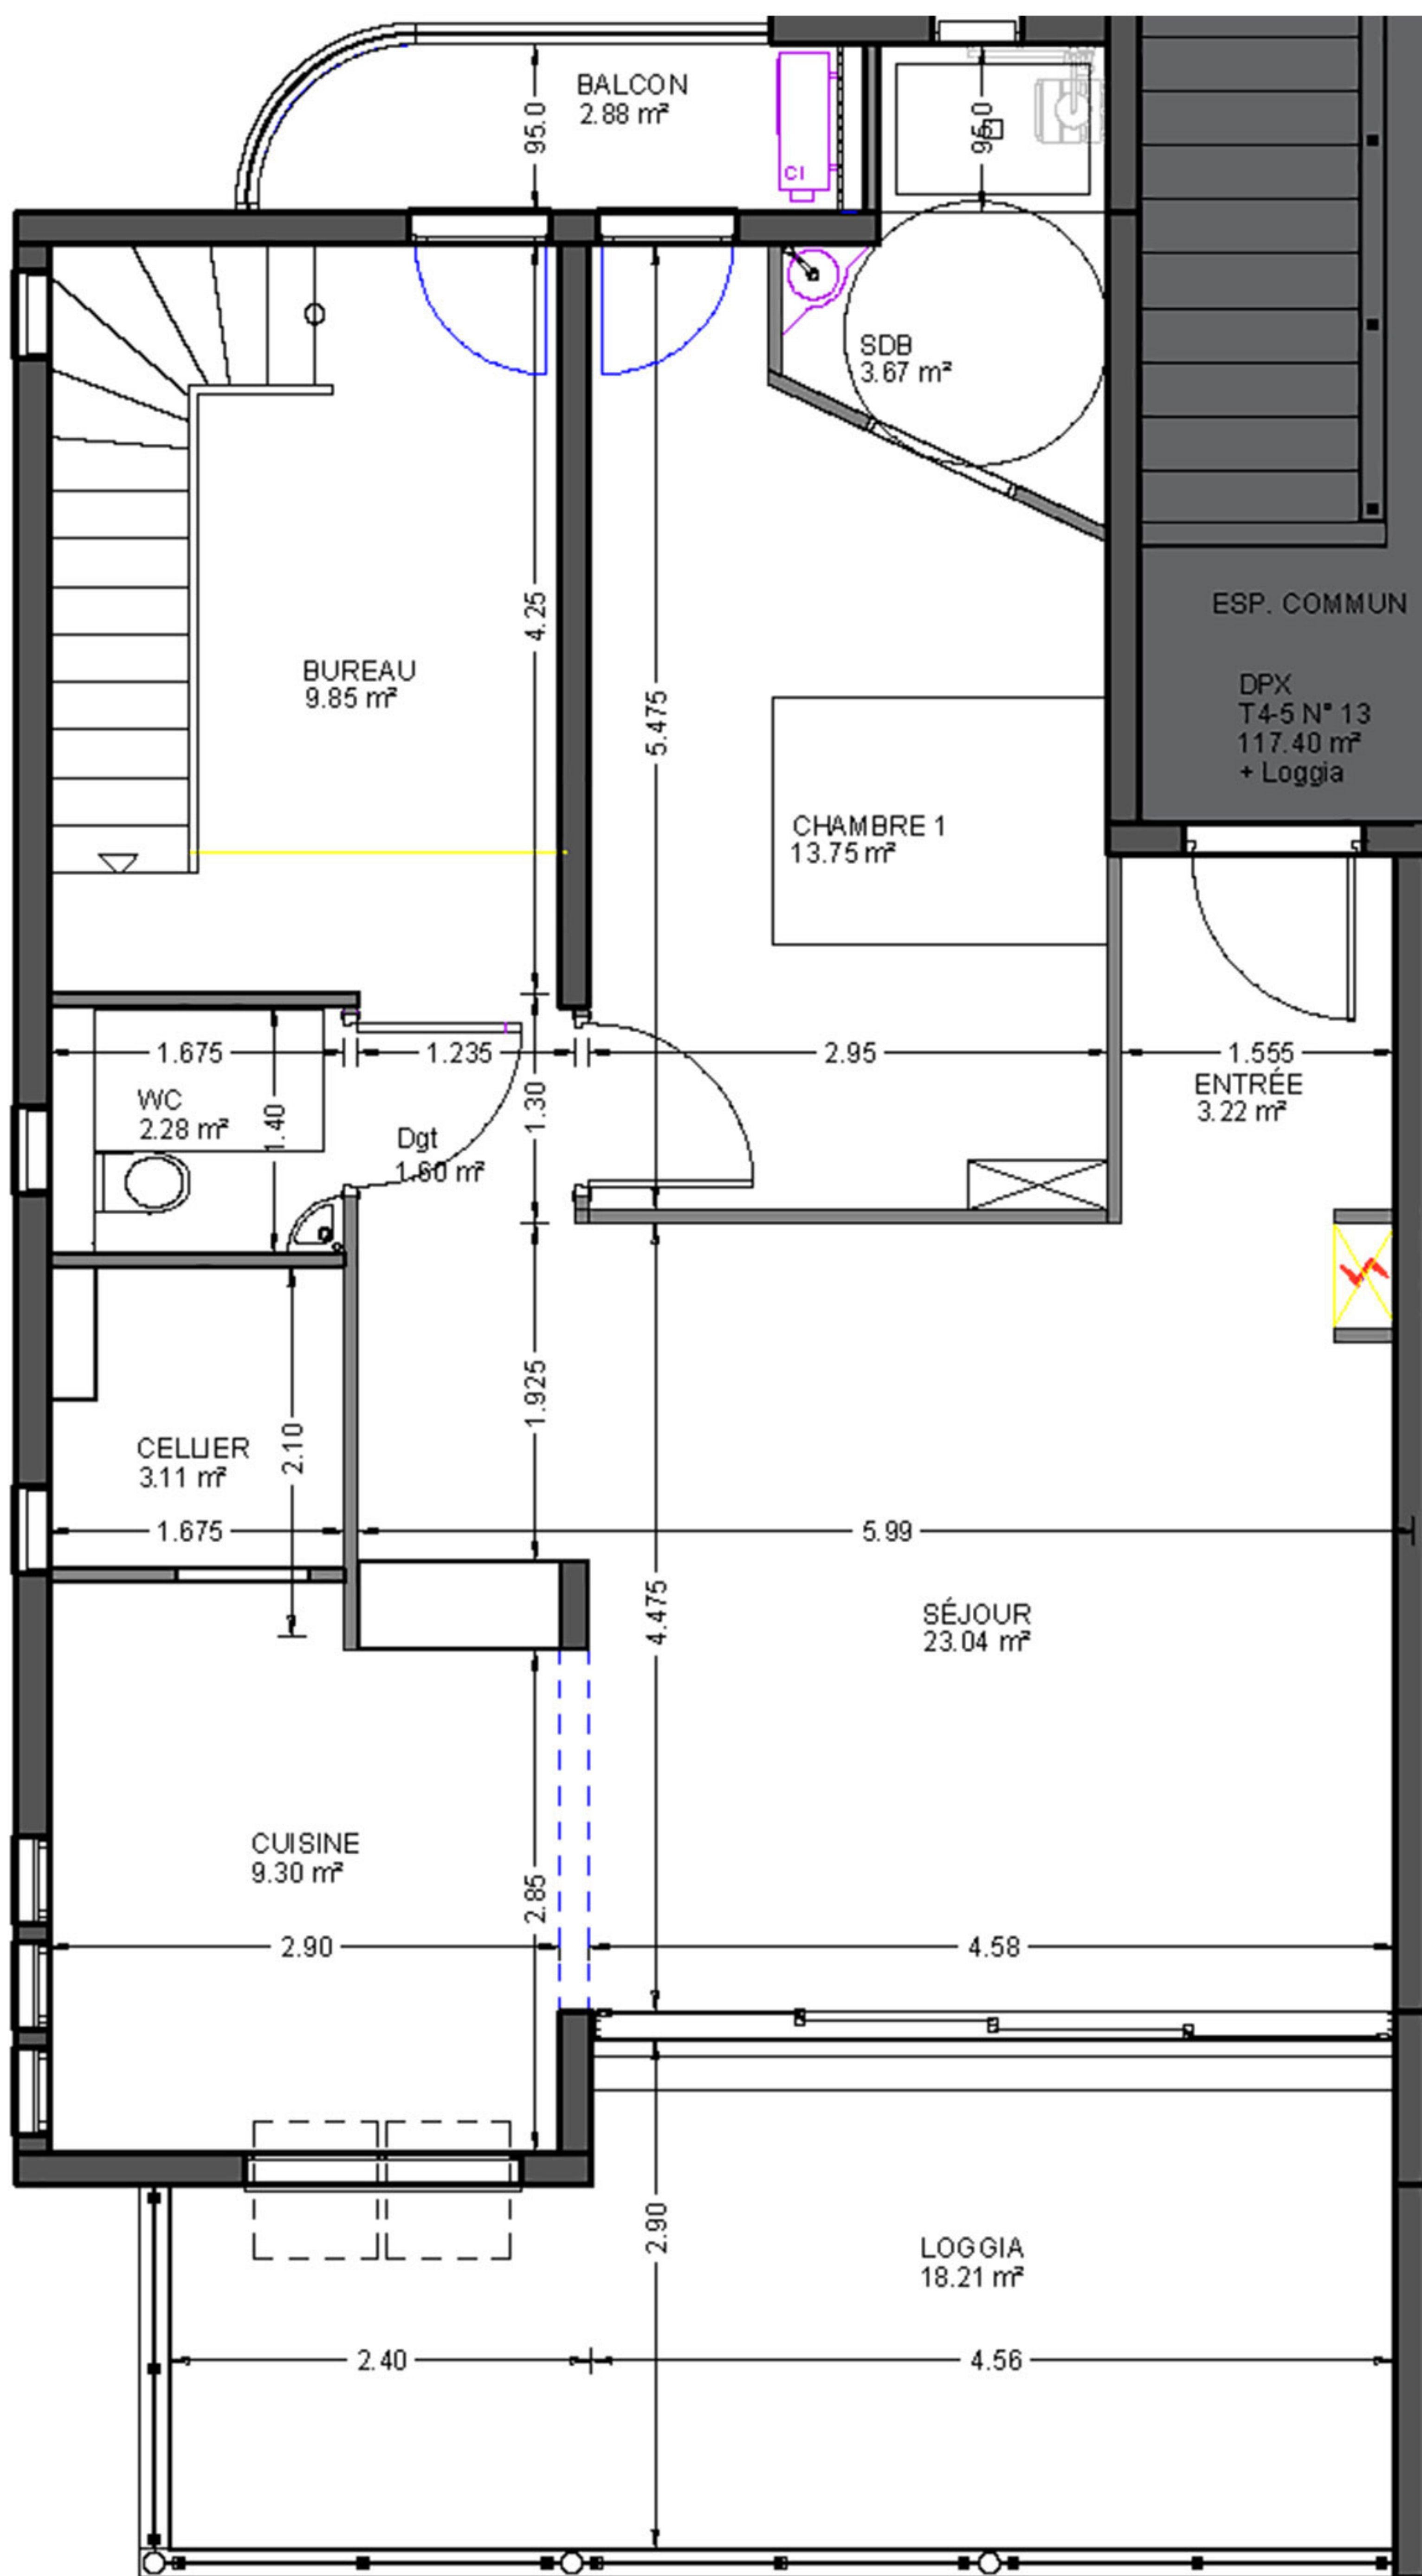 BALCON
2.88 m²
95.0
95.0
CI
SDB
3.67 m²
ESP. COMMUN
BUREAU
9.85 m²
4.25
5.475
DPX
T4-5 N° 13
117.40 m²
+ Loggia
CHAMBRE 1
13.75 m²
1.675
1.235
2.95
1.555
ENTRÉE
3.22 m²
WC
2.28 m²
1.40
1.30
Dgt
1.60 m²
1.925
CELLIER
3.11 m²
2.10
1.675
5.99
4.475
SÉJOUR
23.04 m²
CUISINE
9.30 m²
2.85
2.90
4.58
2.90
LOGGIA
18.21 m²
2.40
4.56